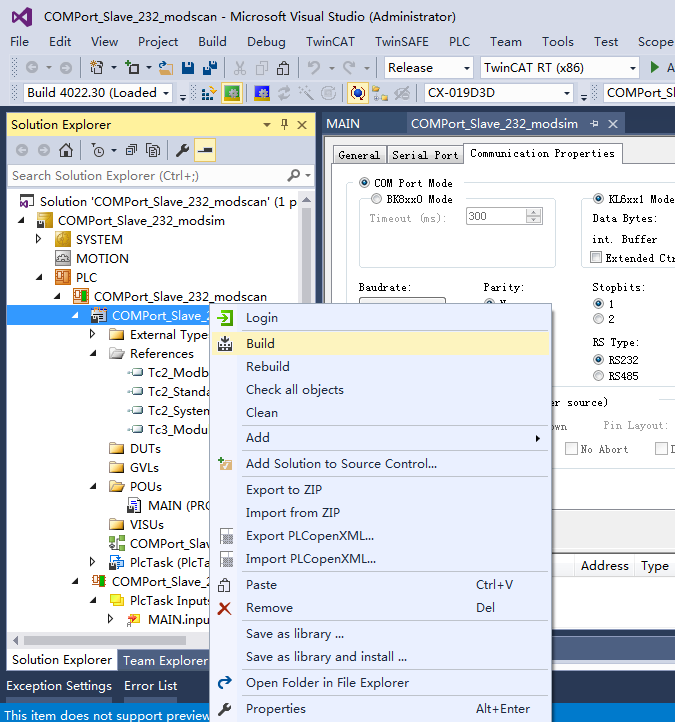 COMPort_Slave_232_modscan - Microsoft Visual Studio (Administrator)
File Edit View Project Build Debug TwinCAT TwinSAFE PLC Team Tools Test Scope
Release TwinCAT RT (x86) A
Build 4022.30 (Loaded CX-019D3D COMPort_Sl
Solution Explorer
MAIN COMPort_Slave_232_modsim
General Serial Port Communication Properties
Search Solution Explorer (Ctrl+;)
COM Port Mode
Solution 'COMPort_Slave_232_modscan' (1 p
BK8xx0 Mode KL6xx1 Mode
COMPort_Slave_232_modsim
Timeout (ms): 300 Data Bytes:
SYSTEM
int. Buffer
MOTION
Extended Ctr
PLC
Baudrate: Parity: Stopbits:
COMPort_Slave_232_modscan
1
COMPort_Slave_2
2
Login
External Type
Build
RS Type:
References
RS232
Tc2_Modb
Rebuild
RS485
Tc2_Standa
Check all objects
Tc2_System
Clean
er source)
Tc3_Modu
Add
own Pin Layout:
DUTs
No Abort
GVLs
Add Solution to Source Control...
POUs
Export to ZIP
MAIN (PRO
Import from ZIP
VISUs
Export PLCopenXML...
COMPort_Slav
Import PLCopenXML...
PlcTask (PlcTas
Address Type
COMPort_Slave_2
Paste Ctrl+V
PlcTask Inputs
Remove Del
MAIN.inpu
Save as library ...
Solution Explorer Team Explorer
Save as library and install ...
Exception Settings Error List
Open Folder in File Explorer
Properties Alt+Enter
This item does not support preview